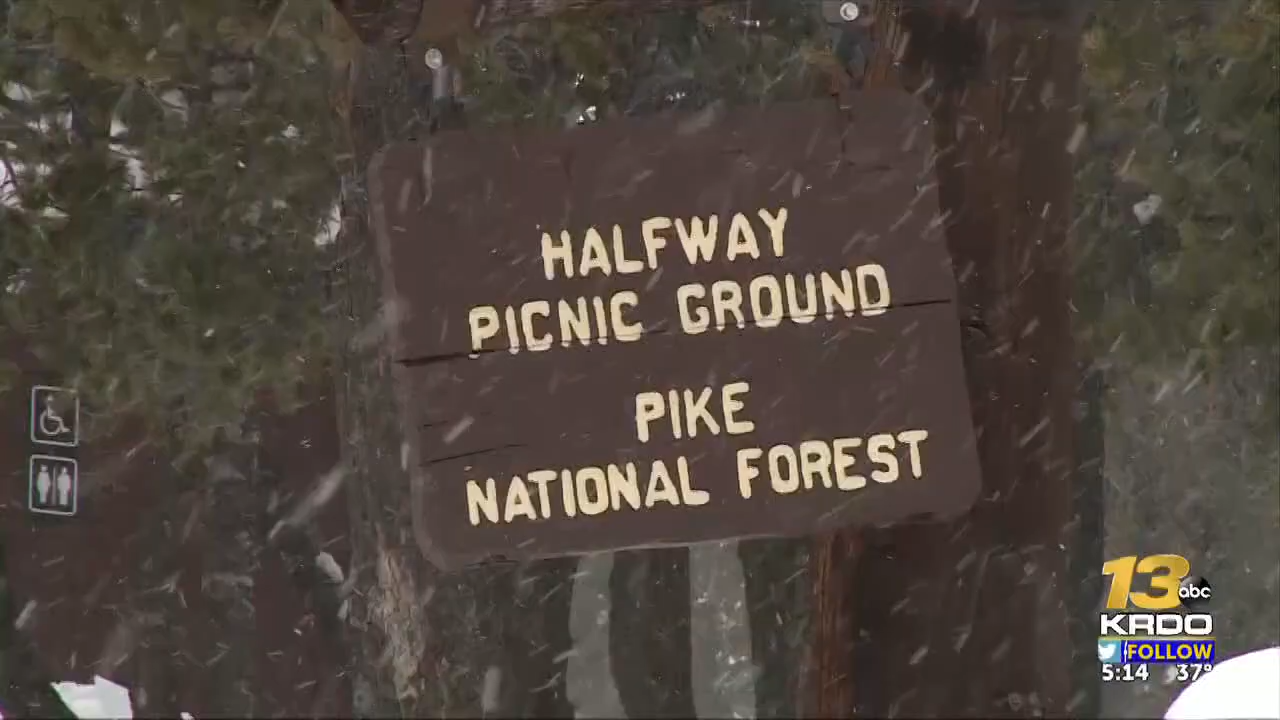 HALFWAY
PICNIC GROUND
PIKE
NATIONAL FOREST
13 abc
KRDO
FOLLOW
5:14 37°